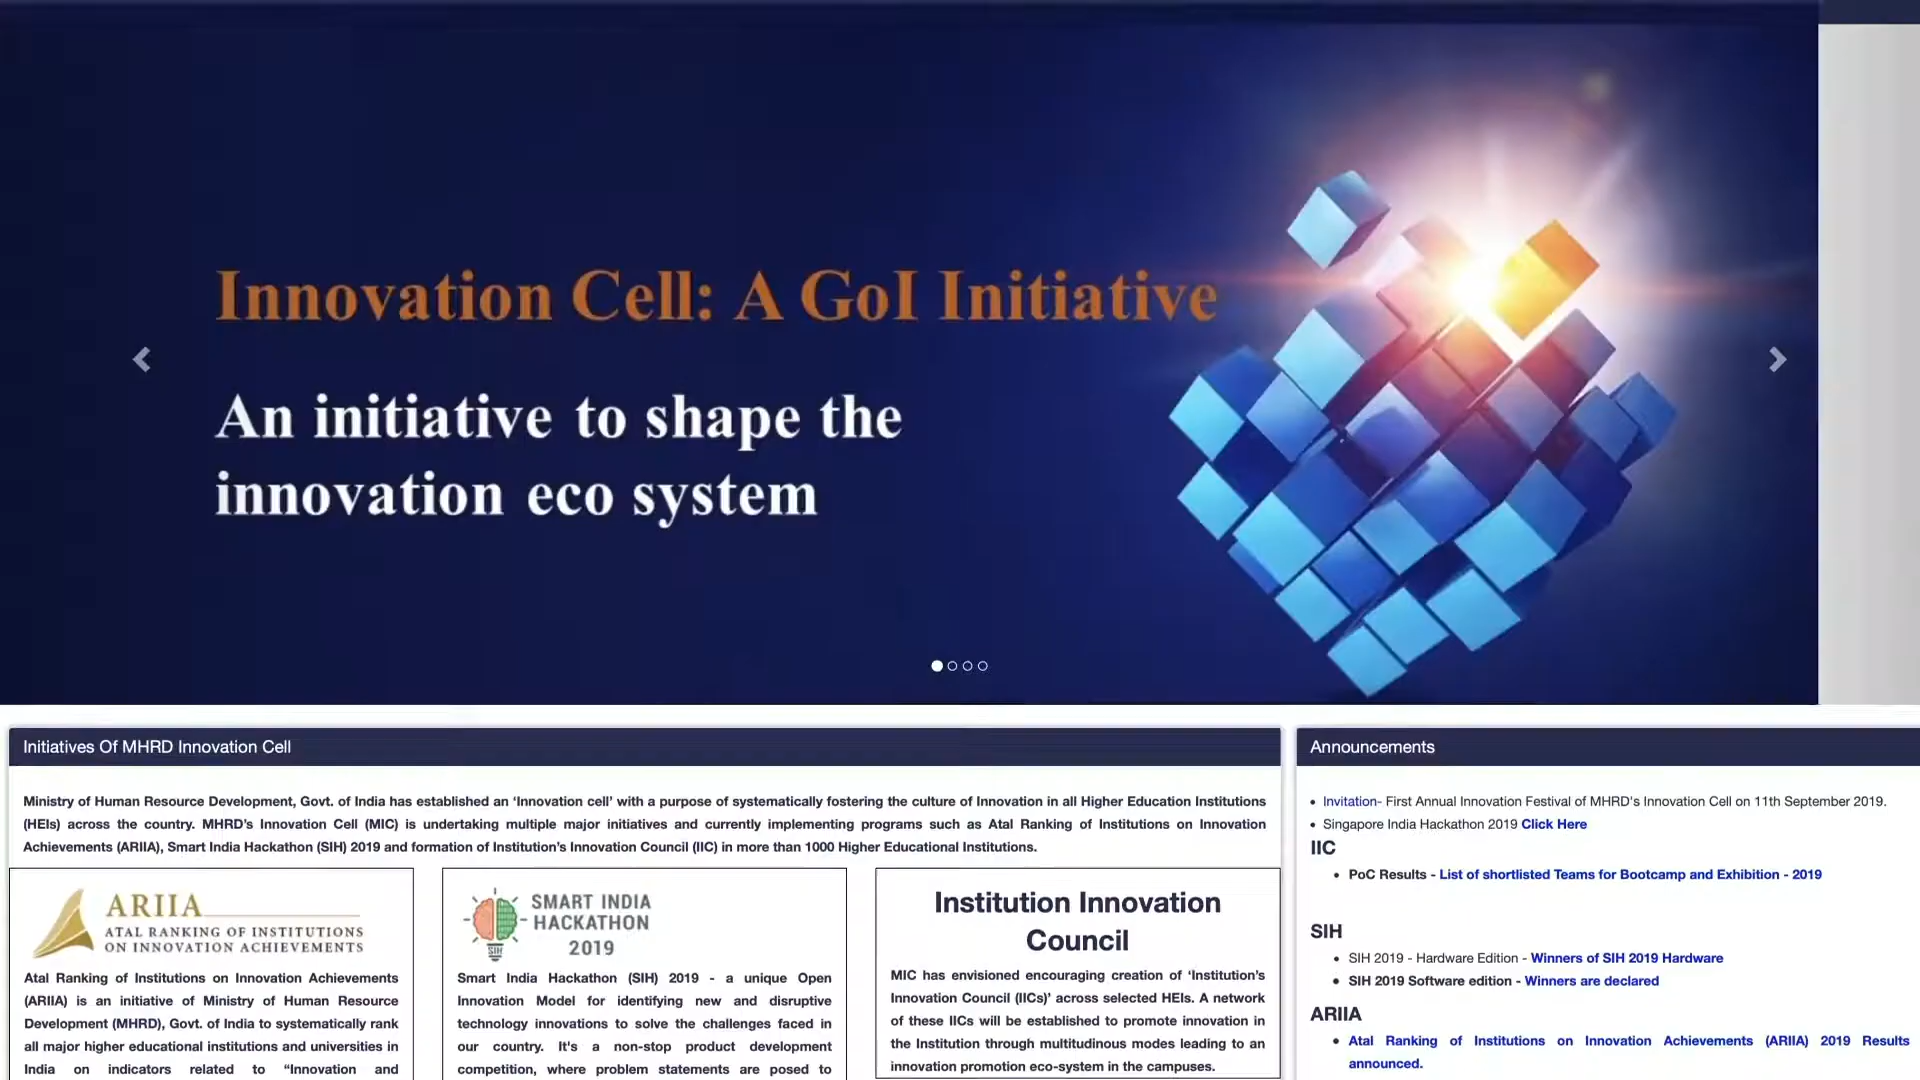 Innovation Cell: A GoI Initiative
An initiative to shape the
innovation eco system
Initiatives Of MHRD Innovation Cell
Ministry of Human Resource Development, Govt. of India has established an ‘Innovation cell’ with a purpose of systematically fostering the culture of Innovation in all Higher Education Institutions
(HEIs) across the country. MHRD’s Innovation Cell (MIC) is undertaking multiple major initiatives and currently implementing programs such as Atal Ranking of Institutions on Innovation
Achievements (ARIIA), Smart India Hackathon (SIH) 2019 and formation of Institution’s Innovation Council (IIC) in more than 1000 Higher Educational Institutions.
ARIIA
ATAL RANKING OF INSTITUTIONS
ON INNOVATION ACHIEVEMENTS
Atal Ranking of Institutions on Innovation Achievements
(ARIIA) is an initiative of Ministry of Human Resource
Development (MHRD), Govt. of India to systematically rank
all major higher educational institutions and universities in
India on indicators related to “Innovation and
SIH
SMART INDIA
HACKATHON
2019
Smart India Hackathon (SIH) 2019 - a unique Open
Innovation Model for identifying new and disruptive
technology innovations to solve the challenges faced in
our country. It's a non-stop product development
competition, where problem statements are posed to
Institution Innovation
Council
MIC has envisioned encouraging creation of ‘Institution’s
Innovation Council (IICs)’ across selected HEIs. A network
of these IICs will be established to promote innovation in
the Institution through multitudinous modes leading to an
innovation promotion eco-system in the campuses.
Announcements
Invitation- First Annual Innovation Festival of MHRD's Innovation Cell on 11th September 2019.
Singapore India Hackathon 2019 Click Here
IIC
PoC Results - List of shortlisted Teams for Bootcamp and Exhibition - 2019
SIH
SIH 2019 - Hardware Edition - Winners of SIH 2019 Hardware
SIH 2019 Software edition - Winners are declared
ARIIA
Atal Ranking of Institutions on Innovation Achievements (ARIIA) 2019 Results
announced.